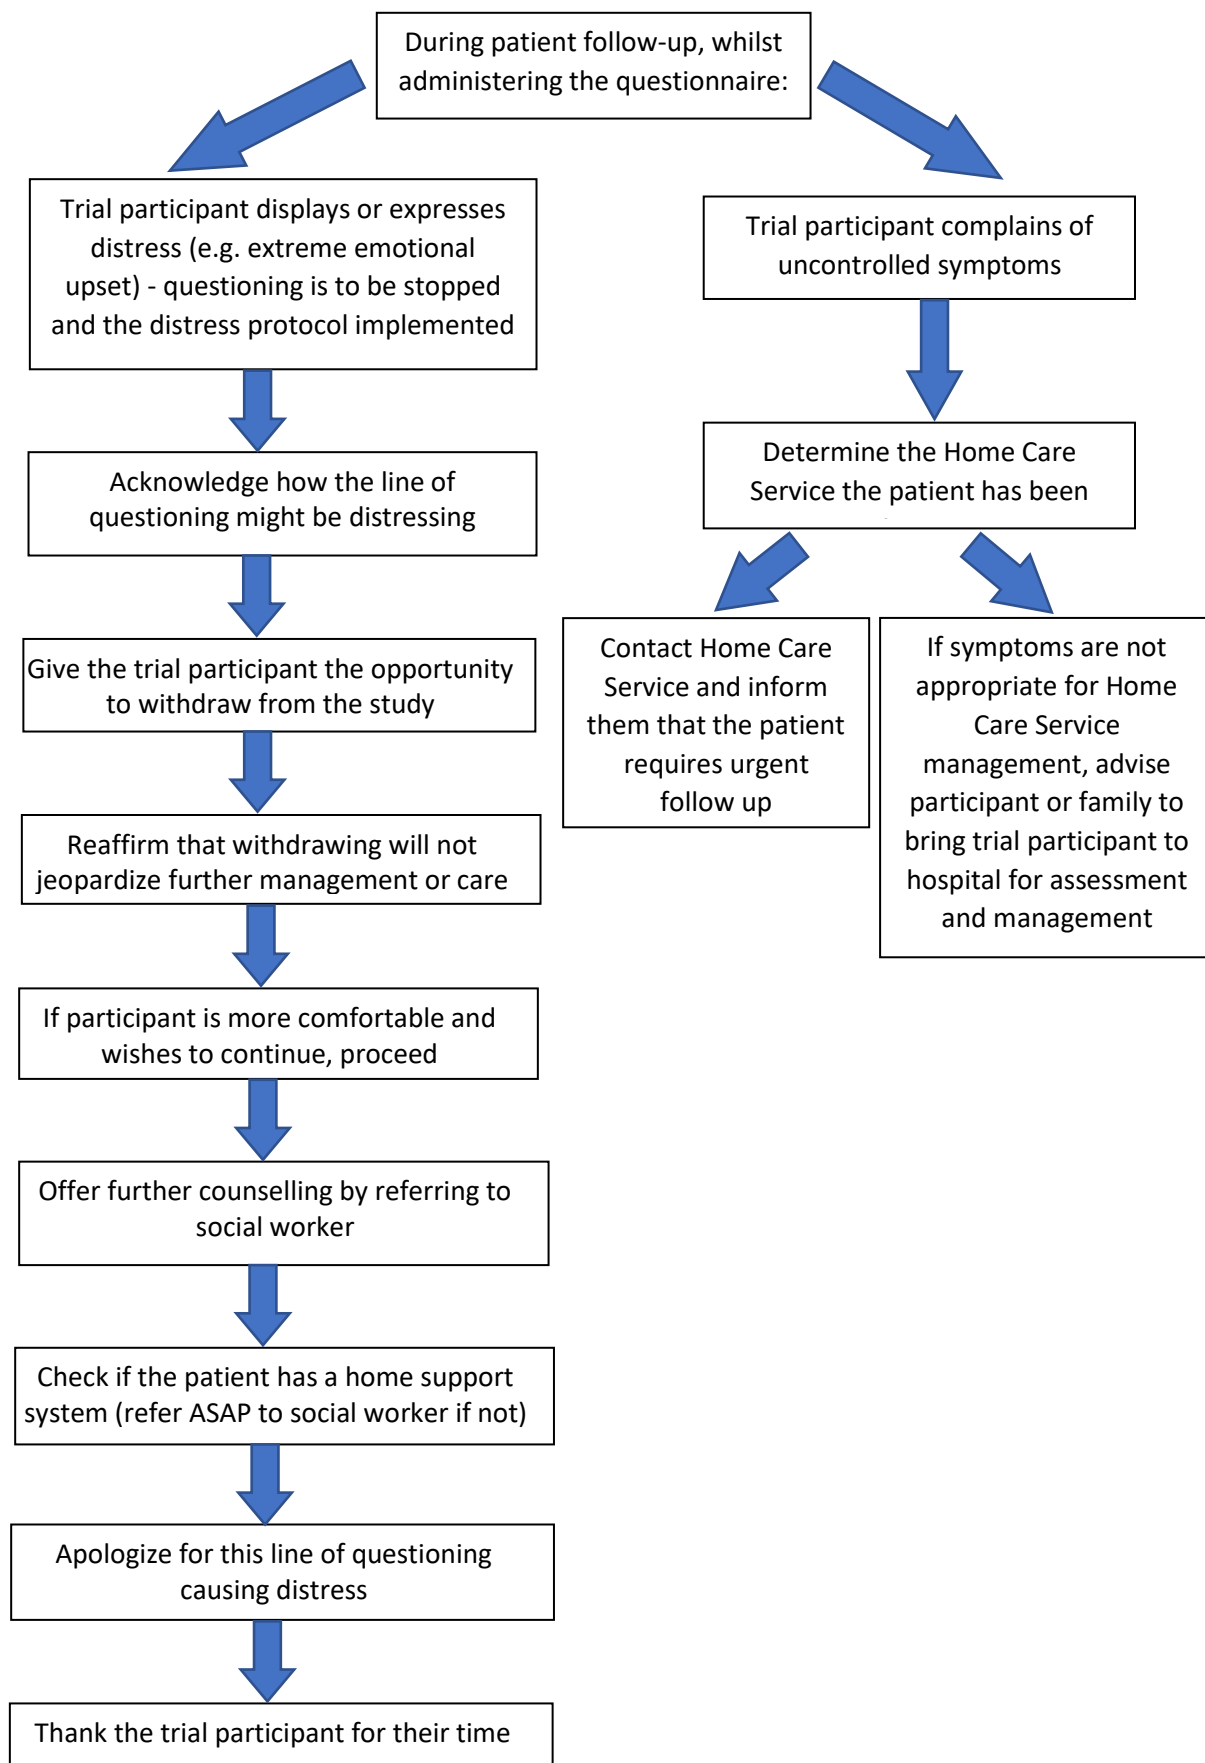 During patient follow-up, whilst
administering the questionnaire:
Trial participant displays or expresses
distress (e.g. extreme emotional
upset) - questioning is to be stopped
and the distress protocol implemented
Acknowledge how the line of
questioning might be distressing
Give the trial participant the opportunity
to withdraw from the study
Reaffirm that withdrawing will not
jeopardize further management or care
If participant is more comfortable and
wishes to continue, proceed
Offer further counselling by referring to
social worker
Check if the patient has a home support
system (refer ASAP to social worker if not)
Apologize for this line of questioning
causing distress
Thank the trial participant for their time
Trial participant complains of
uncontrolled symptoms
Determine the Home Care
Service the patient has been
Contact Home Care
Service and inform
them that the patient
requires urgent
follow up
If symptoms are not
appropriate for Home
Care Service
management, advise
participant or family to
bring trial participant to
hospital for assessment
and management